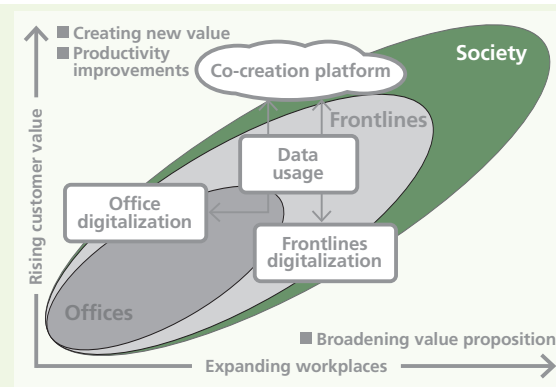 ■ Creating new value
■ Productivity
improvements
Co-creation platform
Society
Frontlines
Data
usage
Office
digitalization
Frontlines
digitalization
Offices
Rising customer value
■ Broadening value proposition
Expanding workplaces